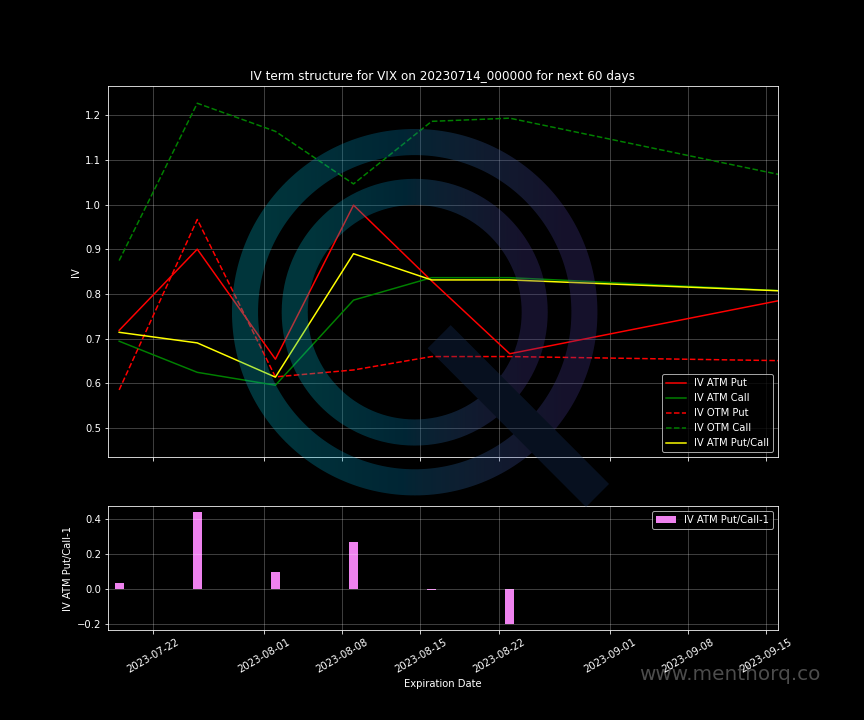 IV term structure for VIX on 20230714_000000 for next 60 days
1.2
1.1
1.0
0.9
0.8
0.7
0.6
0.5
IV
IV ATM Put
IV ATM Call
IV OTM Put
IV OTM Call
IV ATM Put/Call
0.4
0.2
0.0
−0.2
IV ATM Put/Call-1
IV ATM Put/Call-1
2023-07-22
2023-08-01
2023-08-08
2023-08-15
2023-08-22
2023-09-01
2023-09-08
2023-09-15
Expiration Date
www.menthorq.co